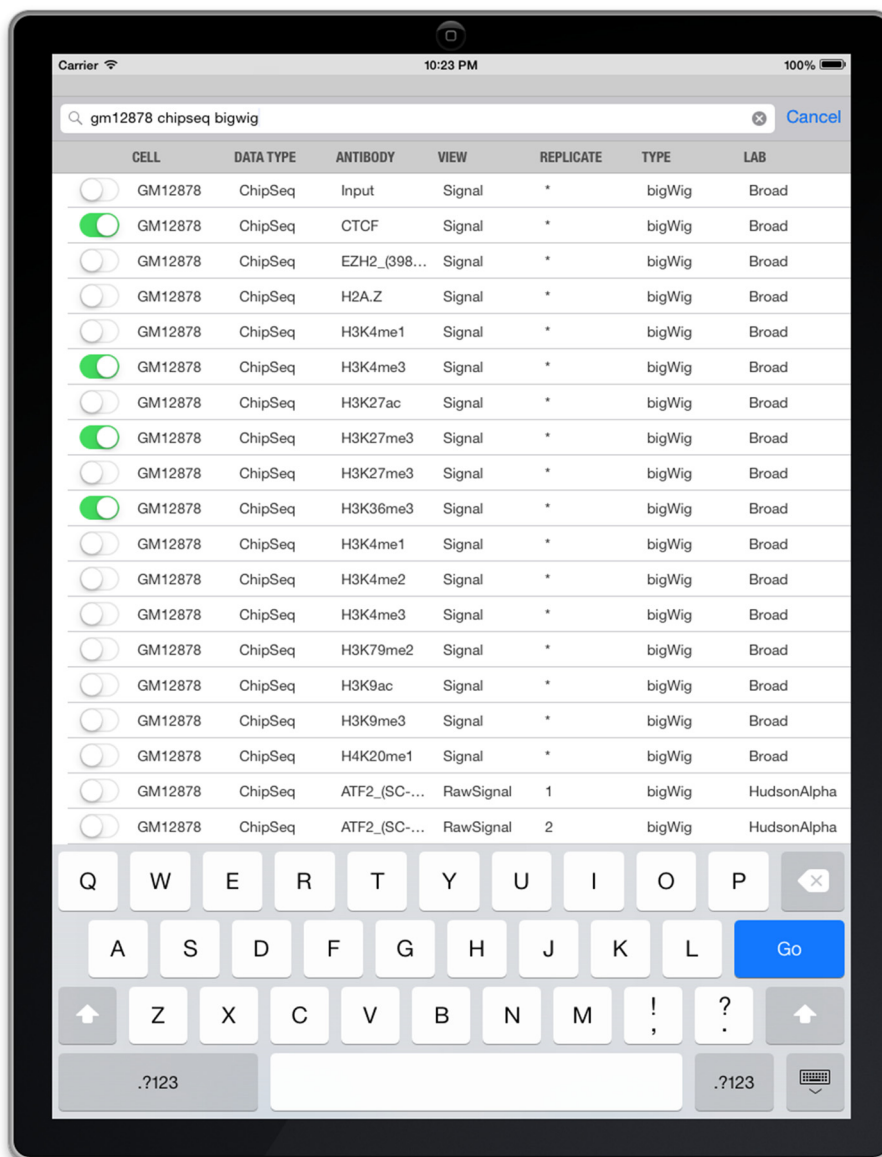 Carrier 10:23 PM 100%
gm12878 chipseq bigwig Cancel
CELL DATA TYPE ANTIBODY VIEW REPLICATE TYPE LAB
GM12878 ChipSeq Input Signal * bigWig Broad
GM12878 ChipSeq CTCF Signal * bigWig Broad
GM12878 ChipSeq EZH2_(398... Signal * bigWig Broad
GM12878 ChipSeq H2A.Z Signal * bigWig Broad
GM12878 ChipSeq H3K4me1 Signal * bigWig Broad
GM12878 ChipSeq H3K4me3 Signal * bigWig Broad
GM12878 ChipSeq H3K27ac Signal * bigWig Broad
GM12878 ChipSeq H3K27me3 Signal * bigWig Broad
GM12878 ChipSeq H3K27me3 Signal * bigWig Broad
GM12878 ChipSeq H3K36me3 Signal * bigWig Broad
GM12878 ChipSeq H3K4me1 Signal * bigWig Broad
GM12878 ChipSeq H3K4me2 Signal * bigWig Broad
GM12878 ChipSeq H3K4me3 Signal * bigWig Broad
GM12878 ChipSeq H3K79me2 Signal * bigWig Broad
GM12878 ChipSeq H3K9ac Signal * bigWig Broad
GM12878 ChipSeq H3K9me3 Signal * bigWig Broad
GM12878 ChipSeq H4K20me1 Signal * bigWig Broad
GM12878 ChipSeq ATF2_(SC-... RawSignal 1 bigWig HudsonAlpha
GM12878 ChipSeq ATF2_(SC-... RawSignal 2 bigWig HudsonAlpha
Q W E R T Y U I O P
A S D F G H J K L Go
Z X C V B N M ! , ? .
.?123 .?123